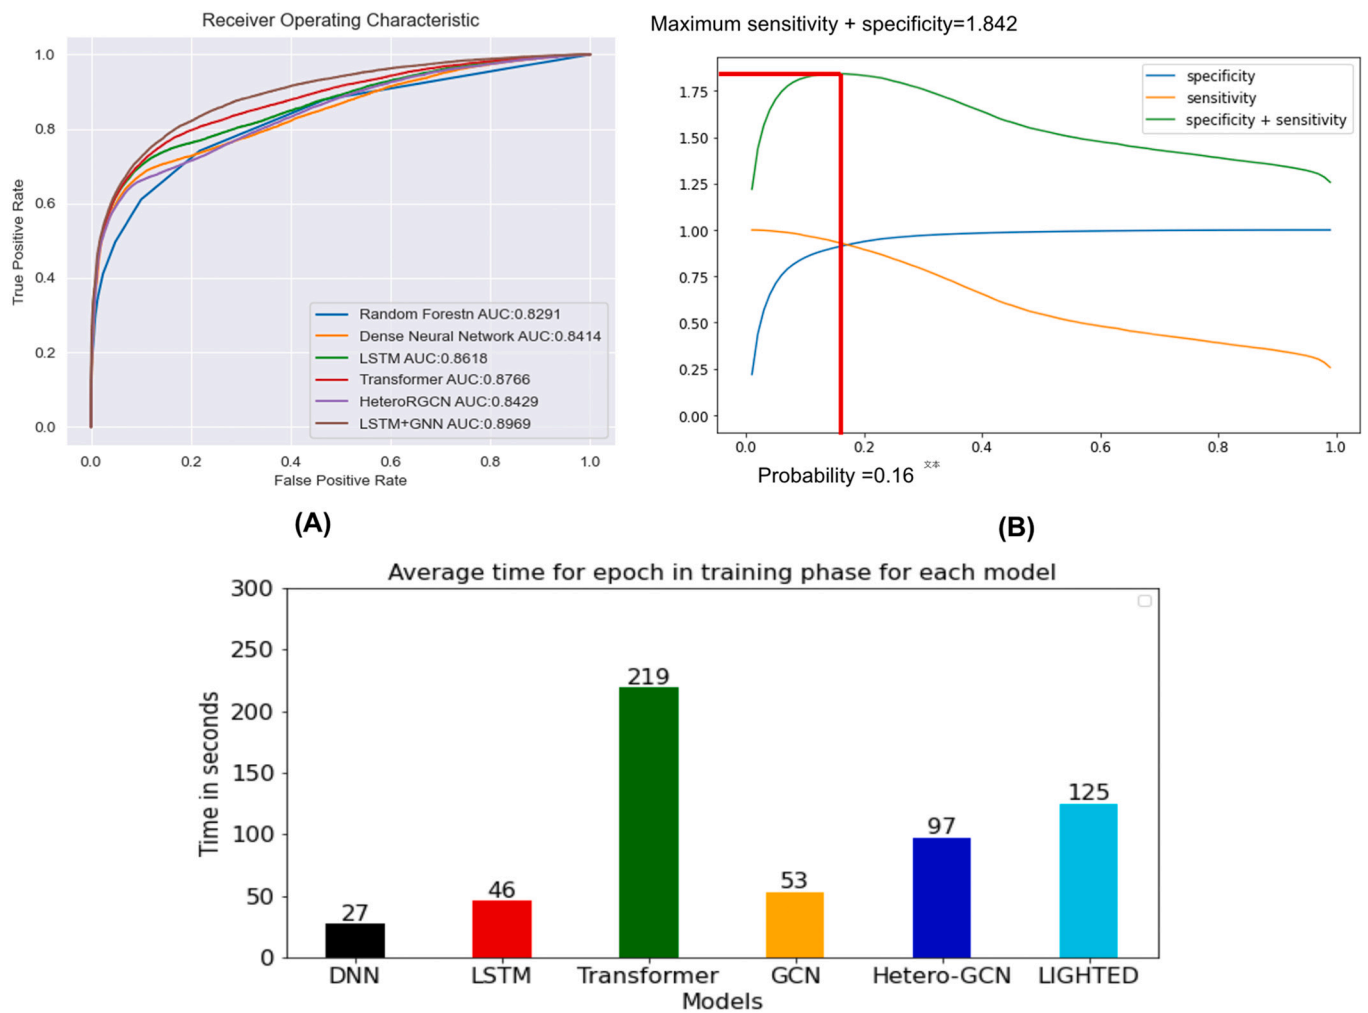 Receiver Operating Characteristic
True Positive Rate
1.0
0.8
0.6
0.4
0.2
0.0
Random Forestn AUC:0.8291
Dense Neural Network AUC:0.8414
LSTM AUC:0.8618
Transformer AUC:0.8766
HeteroRGCN AUC:0.8429
LSTM+GNN AUC:0.8969
0.0 0.2 0.4 0.6 0.8 1.0
False Positive Rate
(A)
Maximum sensitivity + specificity=1.842
1.75
1.50
1.25
1.00
0.75
0.50
0.25
0.00
specificity
sensitivity
specificity + sensitivity
0.0 0.2 0.4 0.6 0.8 1.0
Probability =0.16 文本
(B)
Average time for epoch in training phase for each model
Time in seconds
300
250
200
150
100
50
0
27
46
219
53
97
125
DNN LSTM Transformer GCN Hetero-GCN LIGHTED
Models